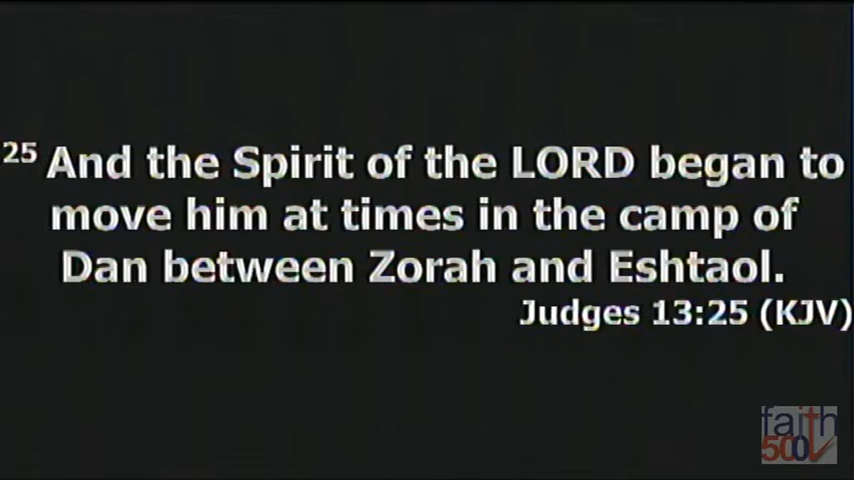 25 And the Spirit of the LORD began to
move him at times in the camp of
Dan between Zorah and Eshtaol.
Judges 13:25 (KJV)
faith
500